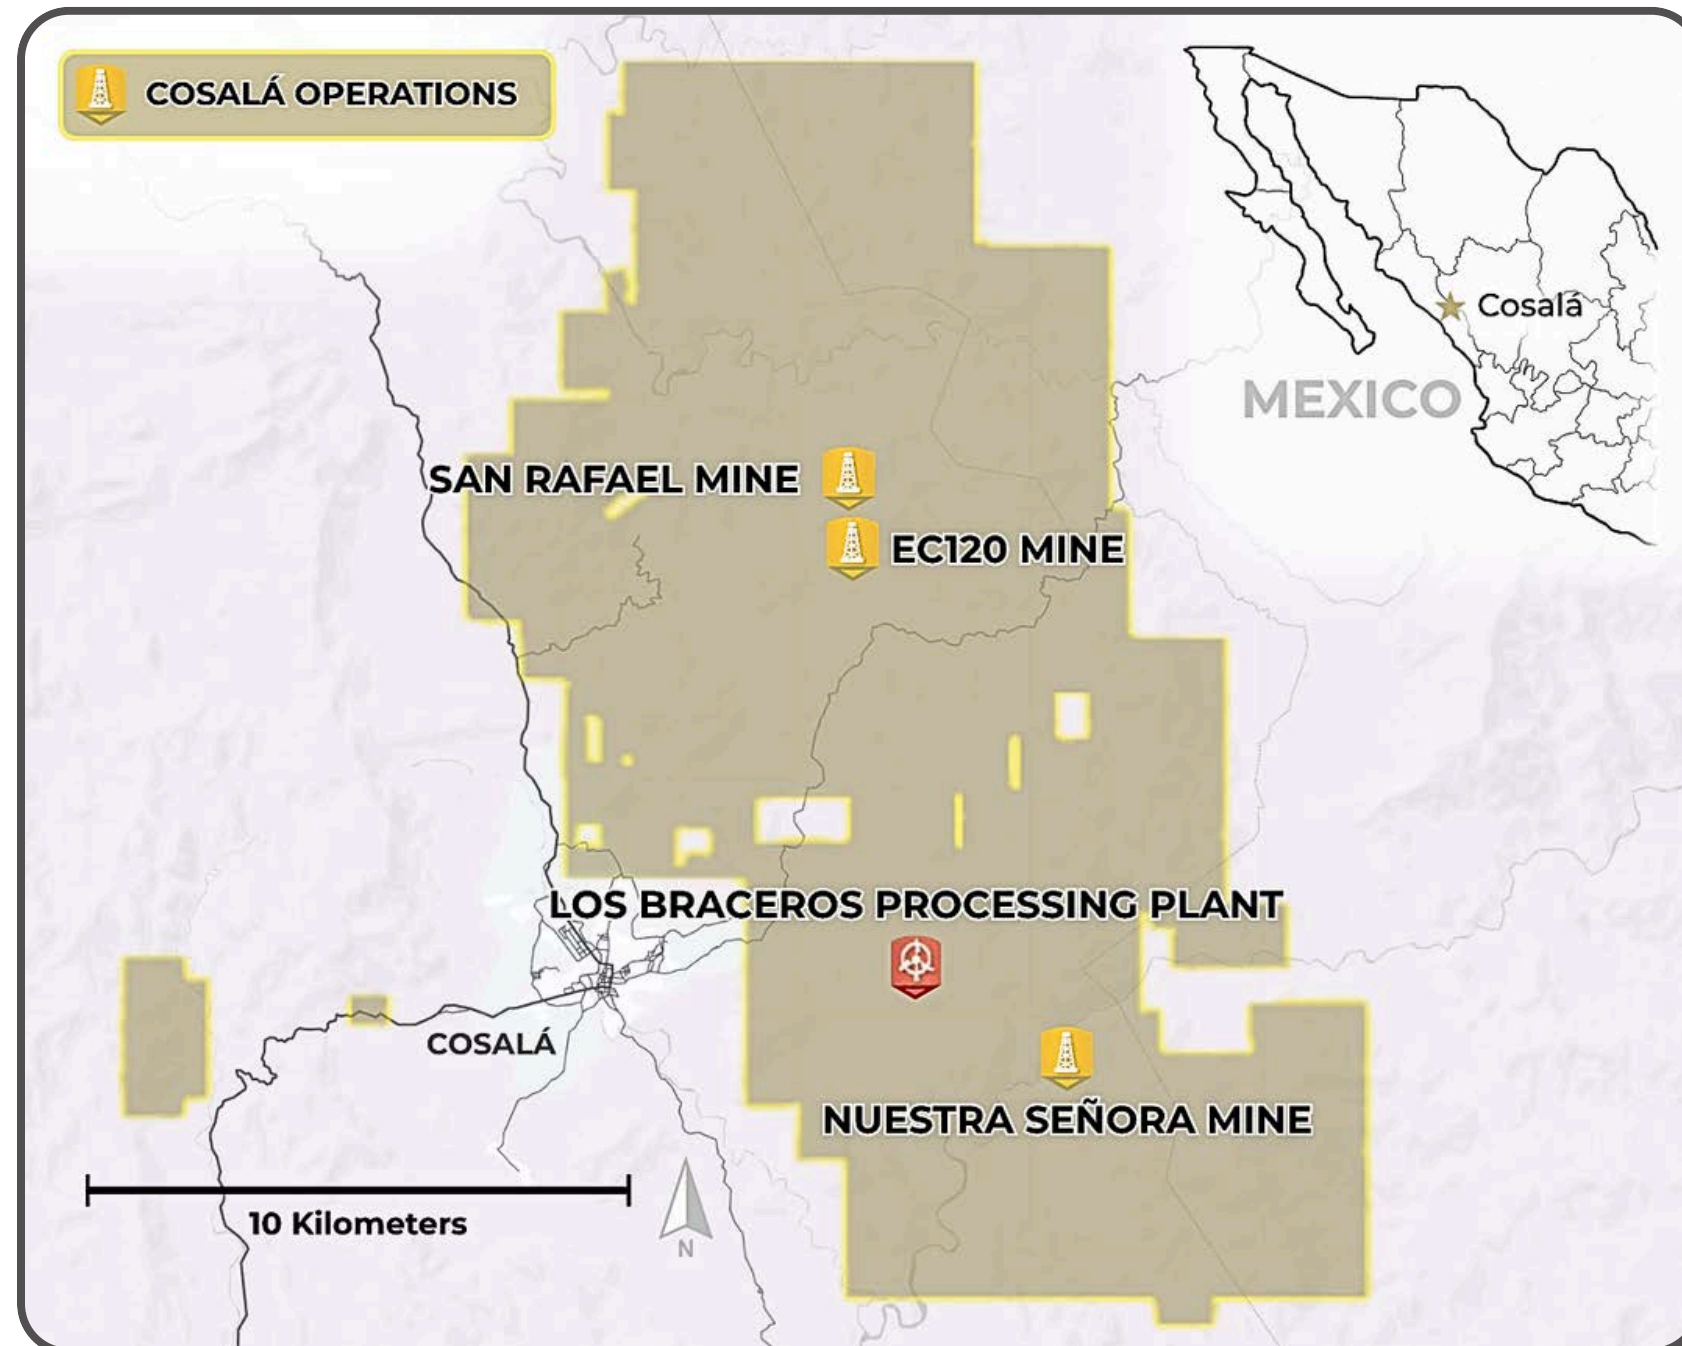 COSALÁ OPERATIONS
Cosalá
MEXICO
SAN RAFAEL MINE
EC120 MINE
LOS BRACEROS PROCESSING PLANT
COSALÁ
NUESTRA SEÑORA MINE
10 Kilometers
N